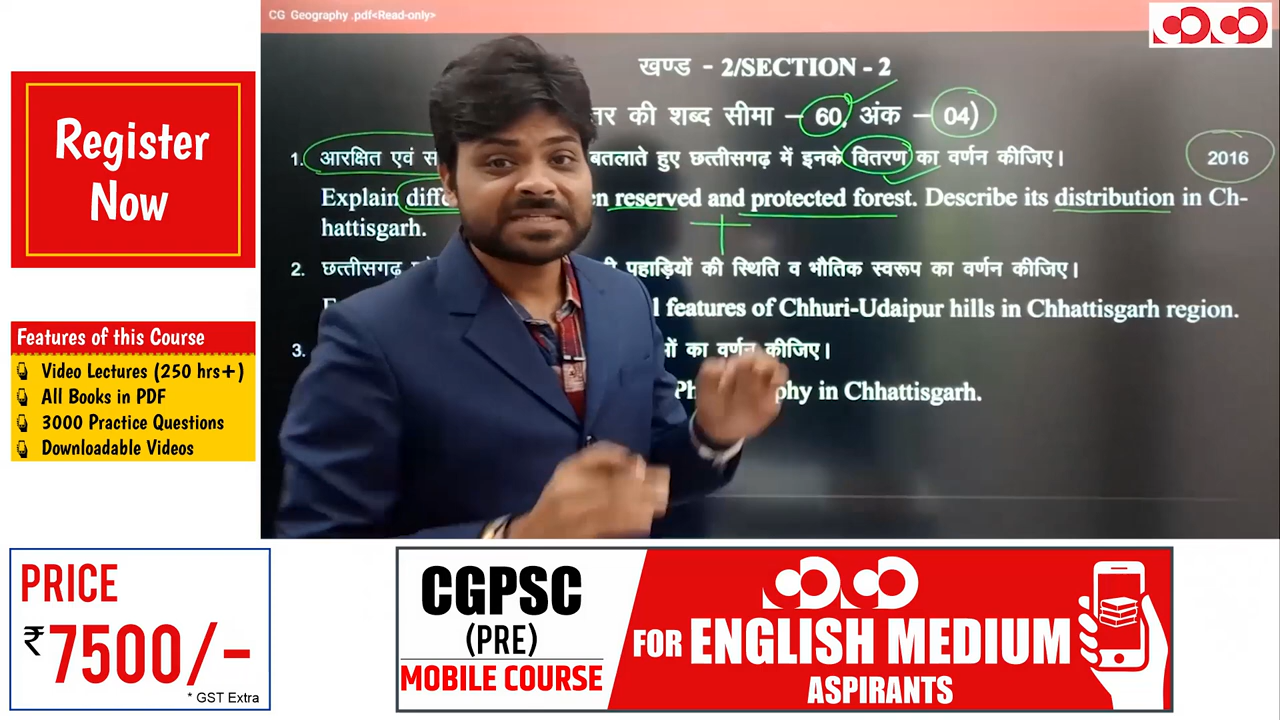 CG Geography .pdf<Read-only>
खण्ड - 2/SECTION - 2
की शब्द सीमा – 60, अंक – 04)
1. आरक्षित एवं बतलाते हुए छत्तीसगढ़ में इनके वितरण का वर्णन कीजिए। 2016
Explain reserved and protected forest. Describe its distribution in Ch-
hattisgarh.
2. छत्तीसगढ़ पहाड़ियों की स्थिति व भौतिक स्वरूप का वर्णन कीजिए।
features of Chhuri-Udaipur hills in Chhattisgarh region.
3. का वर्णन कीजिए।
in Chhattisgarh.
Register
Now
Features of this Course
Video Lectures (250 hrs+)
All Books in PDF
3000 Practice Questions
Downloadable Videos
PRICE
₹7500/-
* GST Extra
CGPSC
(PRE)
MOBILE COURSE
FOR ENGLISH MEDIUM
ASPIRANTS